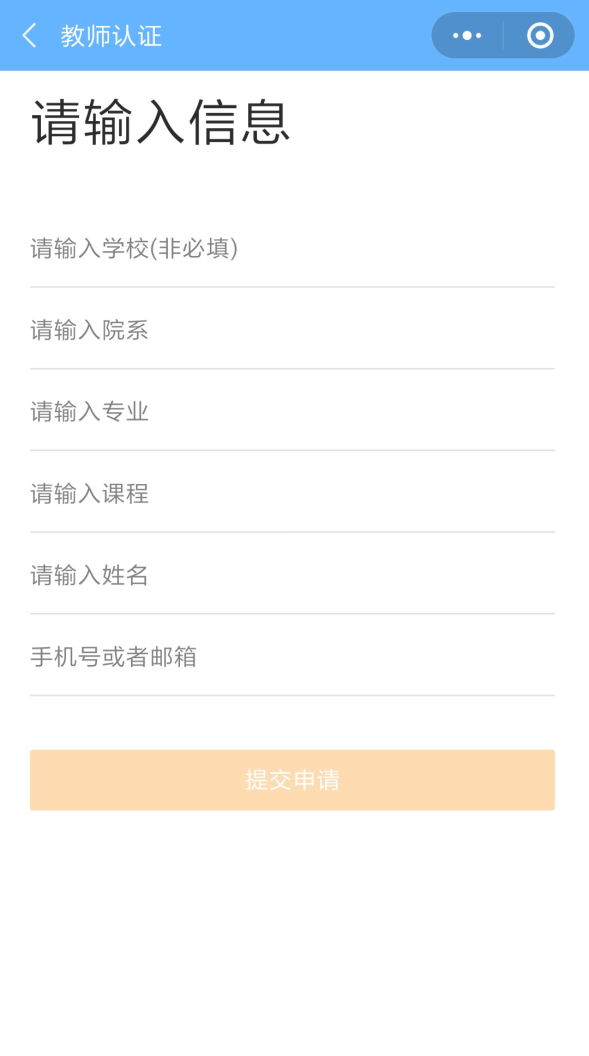 教师认证
请输入信息
请输入学校(非必填)
请输入院系
请输入专业
请输入课程
请输入姓名
手机号或者邮箱
提交申请